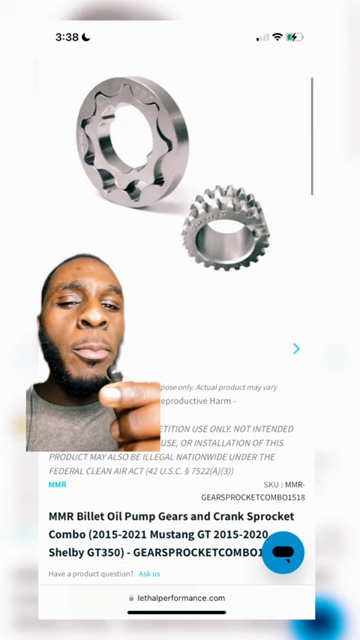 3:38
pose only. Actual product may vary
eproductive Harm -
ETITION USE ONLY. NOT INTENDED
USE, OR INSTALLATION OF THIS
PRODUCT MAY ALSO BE ILLEGAL NATIONWIDE UNDER THE
FEDERAL CLEAN AIR ACT (42 U.S.C. § 7522(A)(3))
MMR SKU : MMR-
GEARSPROCKETCOMBO1518
MMR Billet Oil Pump Gears and Crank Sprocket
Combo (2015-2021 Mustang GT 2015-2020
Shelby GT350) - GEARSPROCKETCOMBO1
Have a product question? Ask us
lethalperformance.com